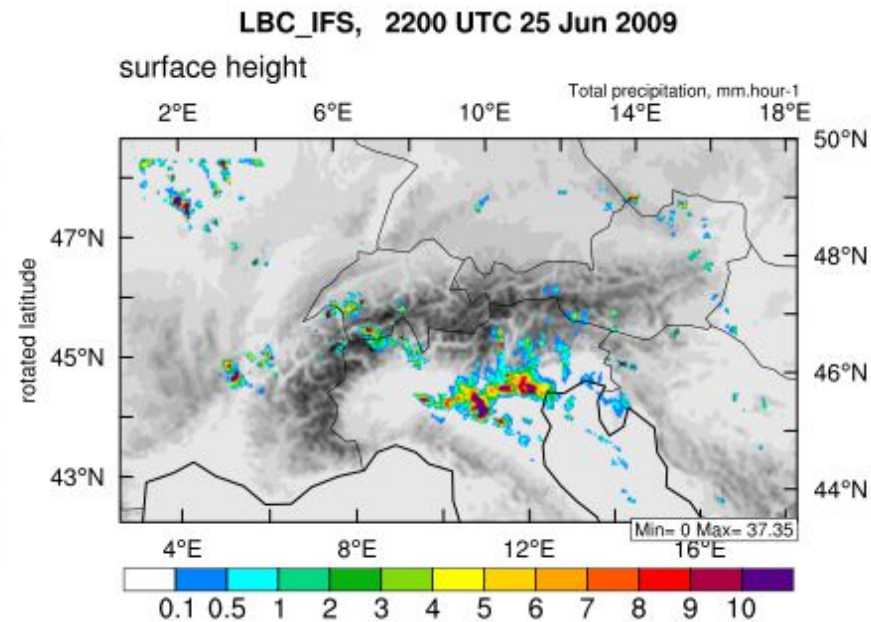 LBC_IFS, 2200 UTC 25 Jun 2009
surface height
Total precipitation, mm.hour-1
2°E 6°E 10°E 14°E 18°E
50°N
47°N
48°N
rotated latitude
45°N
46°N
43°N
44°N
Min= 0 Max= 37.35
4°E 8°E 12°E 16°E
0.1 0.5 1 2 3 4 5 6 7 8 9 10